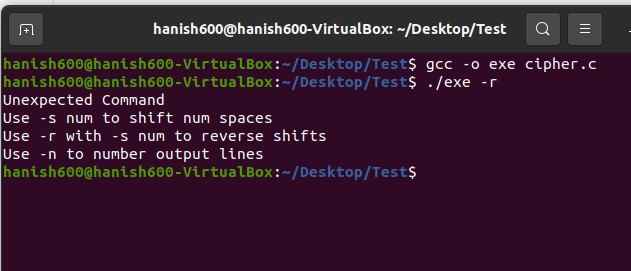 hanish600@hanish600-VirtualBox: ~/Desktop/Test
hanish600@hanish600-VirtualBox:~/Desktop/Test$ gcc -o exe cipher.c
hanish600@hanish600-VirtualBox:~/Desktop/Test$ ./exe -r
Unexpected Command
Use -s num to shift num spaces
Use -r with -s num to reverse shifts
Use -n to number output lines
hanish600@hanish600-VirtualBox:~/Desktop/Test$